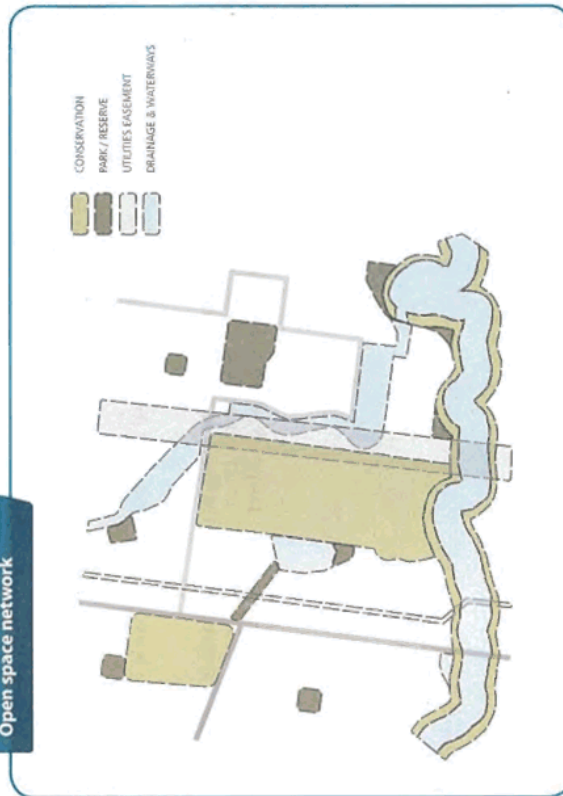 Open space network
CONSERVATION
PARK / RESERVE
UTILITIES EASEMENT
DRAINAGE & WATERWAYS